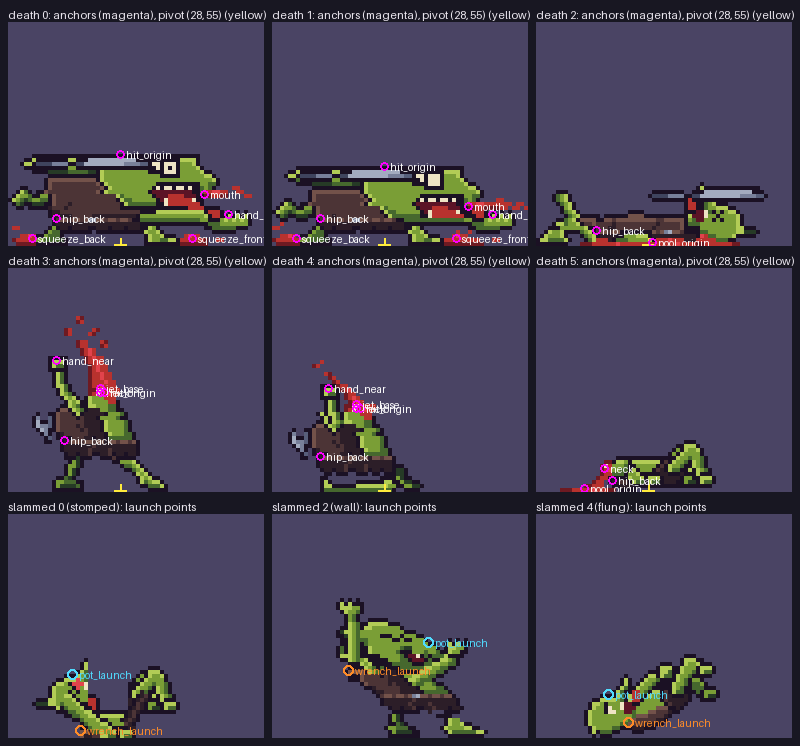 death 0: anchors (magenta), pivot (28,55) (yellow)
death 1: anchors (magenta), pivot (28,55) (yellow)
death 2: anchors (magenta), pivot (28,55) (yellow)
hit_origin
mouth
hand_
hip_back
squeeze_back
squeeze_fron
hit_origin
mouth
hand_
hip_back
squeeze_back
squeeze_fron
hip_back
pool_origin
death 3: anchors (magenta), pivot (28,55) (yellow)
death 4: anchors (magenta), pivot (28,55) (yellow)
death 5: anchors (magenta), pivot (28,55) (yellow)
hand_near
jet_base
hip_back
hand_near
hip_back
neck
hip_back
pool_origin
slammed 0 (stomped): launch points
slammed 2 (wall): launch points
slammed 4 (flung): launch points
pot_launch
wrench_launch
pot_launch
wrench_launch
pot_launch
wrench_launch